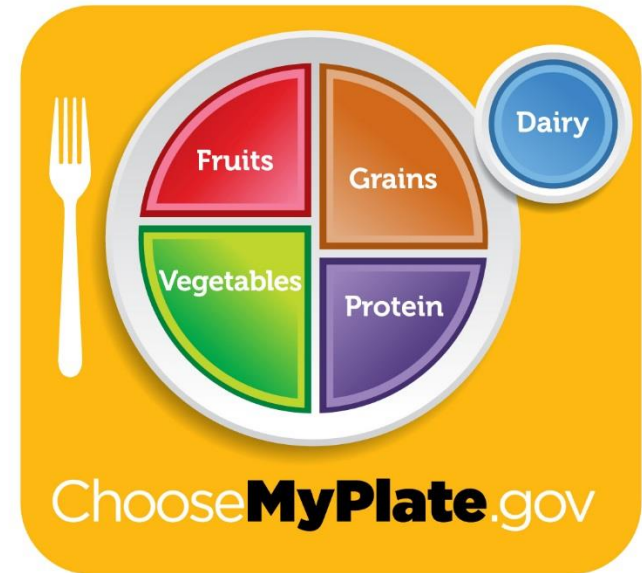 Dairy
Fruits
Grains
Vegetables
Protein
ChooseMyPlate.gov